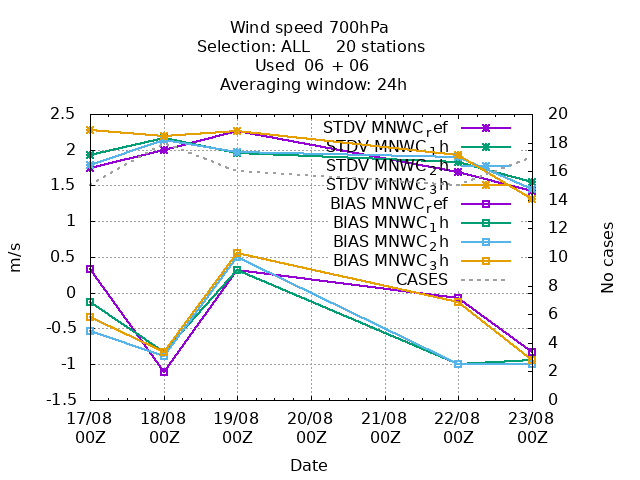 Wind speed 700hPa
Selection: ALL 20 stations
Used 06 + 06
Averaging window: 24h
2.5
2
1.5
1
0.5
0
-0.5
-1
-1.5
m/s
20
18
16
14
12
10
8
6
4
2
0
No cases
STDV MNWC_ref
STDV MNWC_1h
STDV MNWC_2h
STDV MNWC_3h
BIAS MNWC_ref
BIAS MNWC_1h
BIAS MNWC_2h
BIAS MNWC_3h
CASES
17/08 18/08 19/08 20/08 21/08 22/08 23/08
00Z 00Z 00Z 00Z 00Z 00Z 00Z
Date